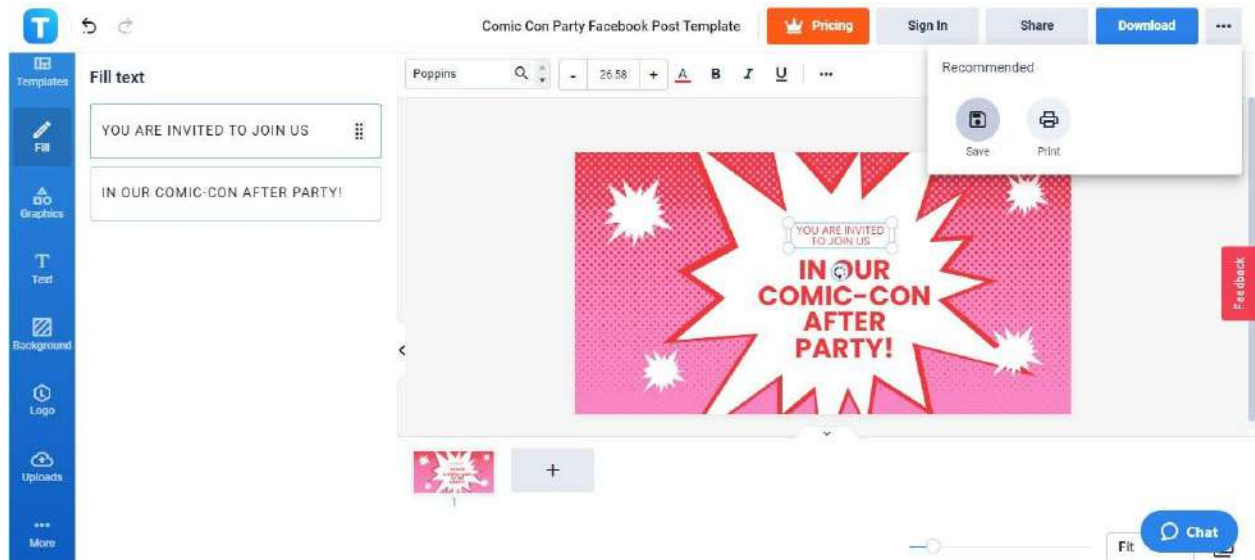 T
Comic Con Party Facebook Post Template
Pricing
Sign In
Share
Download
Templates
Fill
Graphics
Text
Background
Logo
Uploads
More
Fill text
YOU ARE INVITED TO JOIN US
IN OUR COMIC-CON AFTER PARTY!
Poppins
- 26.58 + A B I U
Recommended
Save
Print
YOU ARE INVITED
TO JOIN US
IN OUR
COMIC-CON
AFTER
PARTY!
Feedback
+
1
Fit
Chat